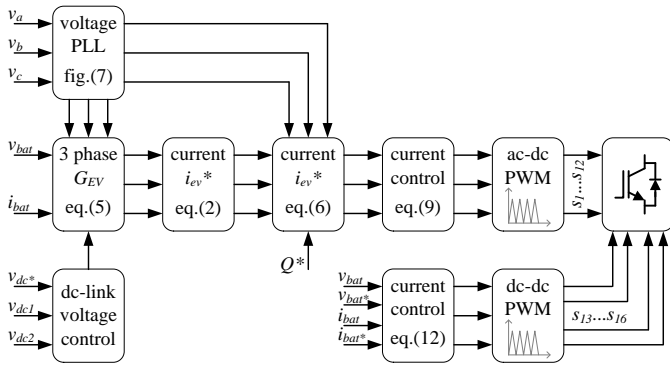 v_a
v_b
v_c
voltage
PLL
fig.(7)
v_bat
i_bat
3 phase
G_EV
eq.(5)
current
i_ev*
eq.(2)
current
i_ev*
eq.(6)
current
control
eq.(9)
ac-dc
PWM
s_1...s_12
Q*
v_dc*
v_dc1
v_dc2
dc-link
voltage
control
v_bat
v_bat*
i_bat
i_bat*
current
control
eq.(12)
dc-dc
PWM
s_13...s_16